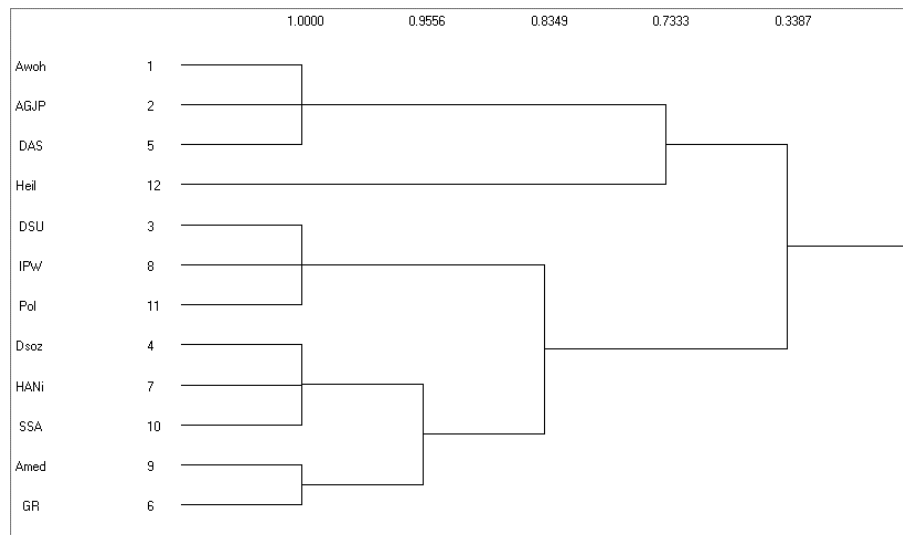 1.0000 0.9556 0.8349 0.7333 0.3387
Awoh 1
AGJP 2
DAS 5
Heil 12
DSU 3
IPW 8
Pol 11
Dsoz 4
HANi 7
SSA 10
Amed 9
GR 6